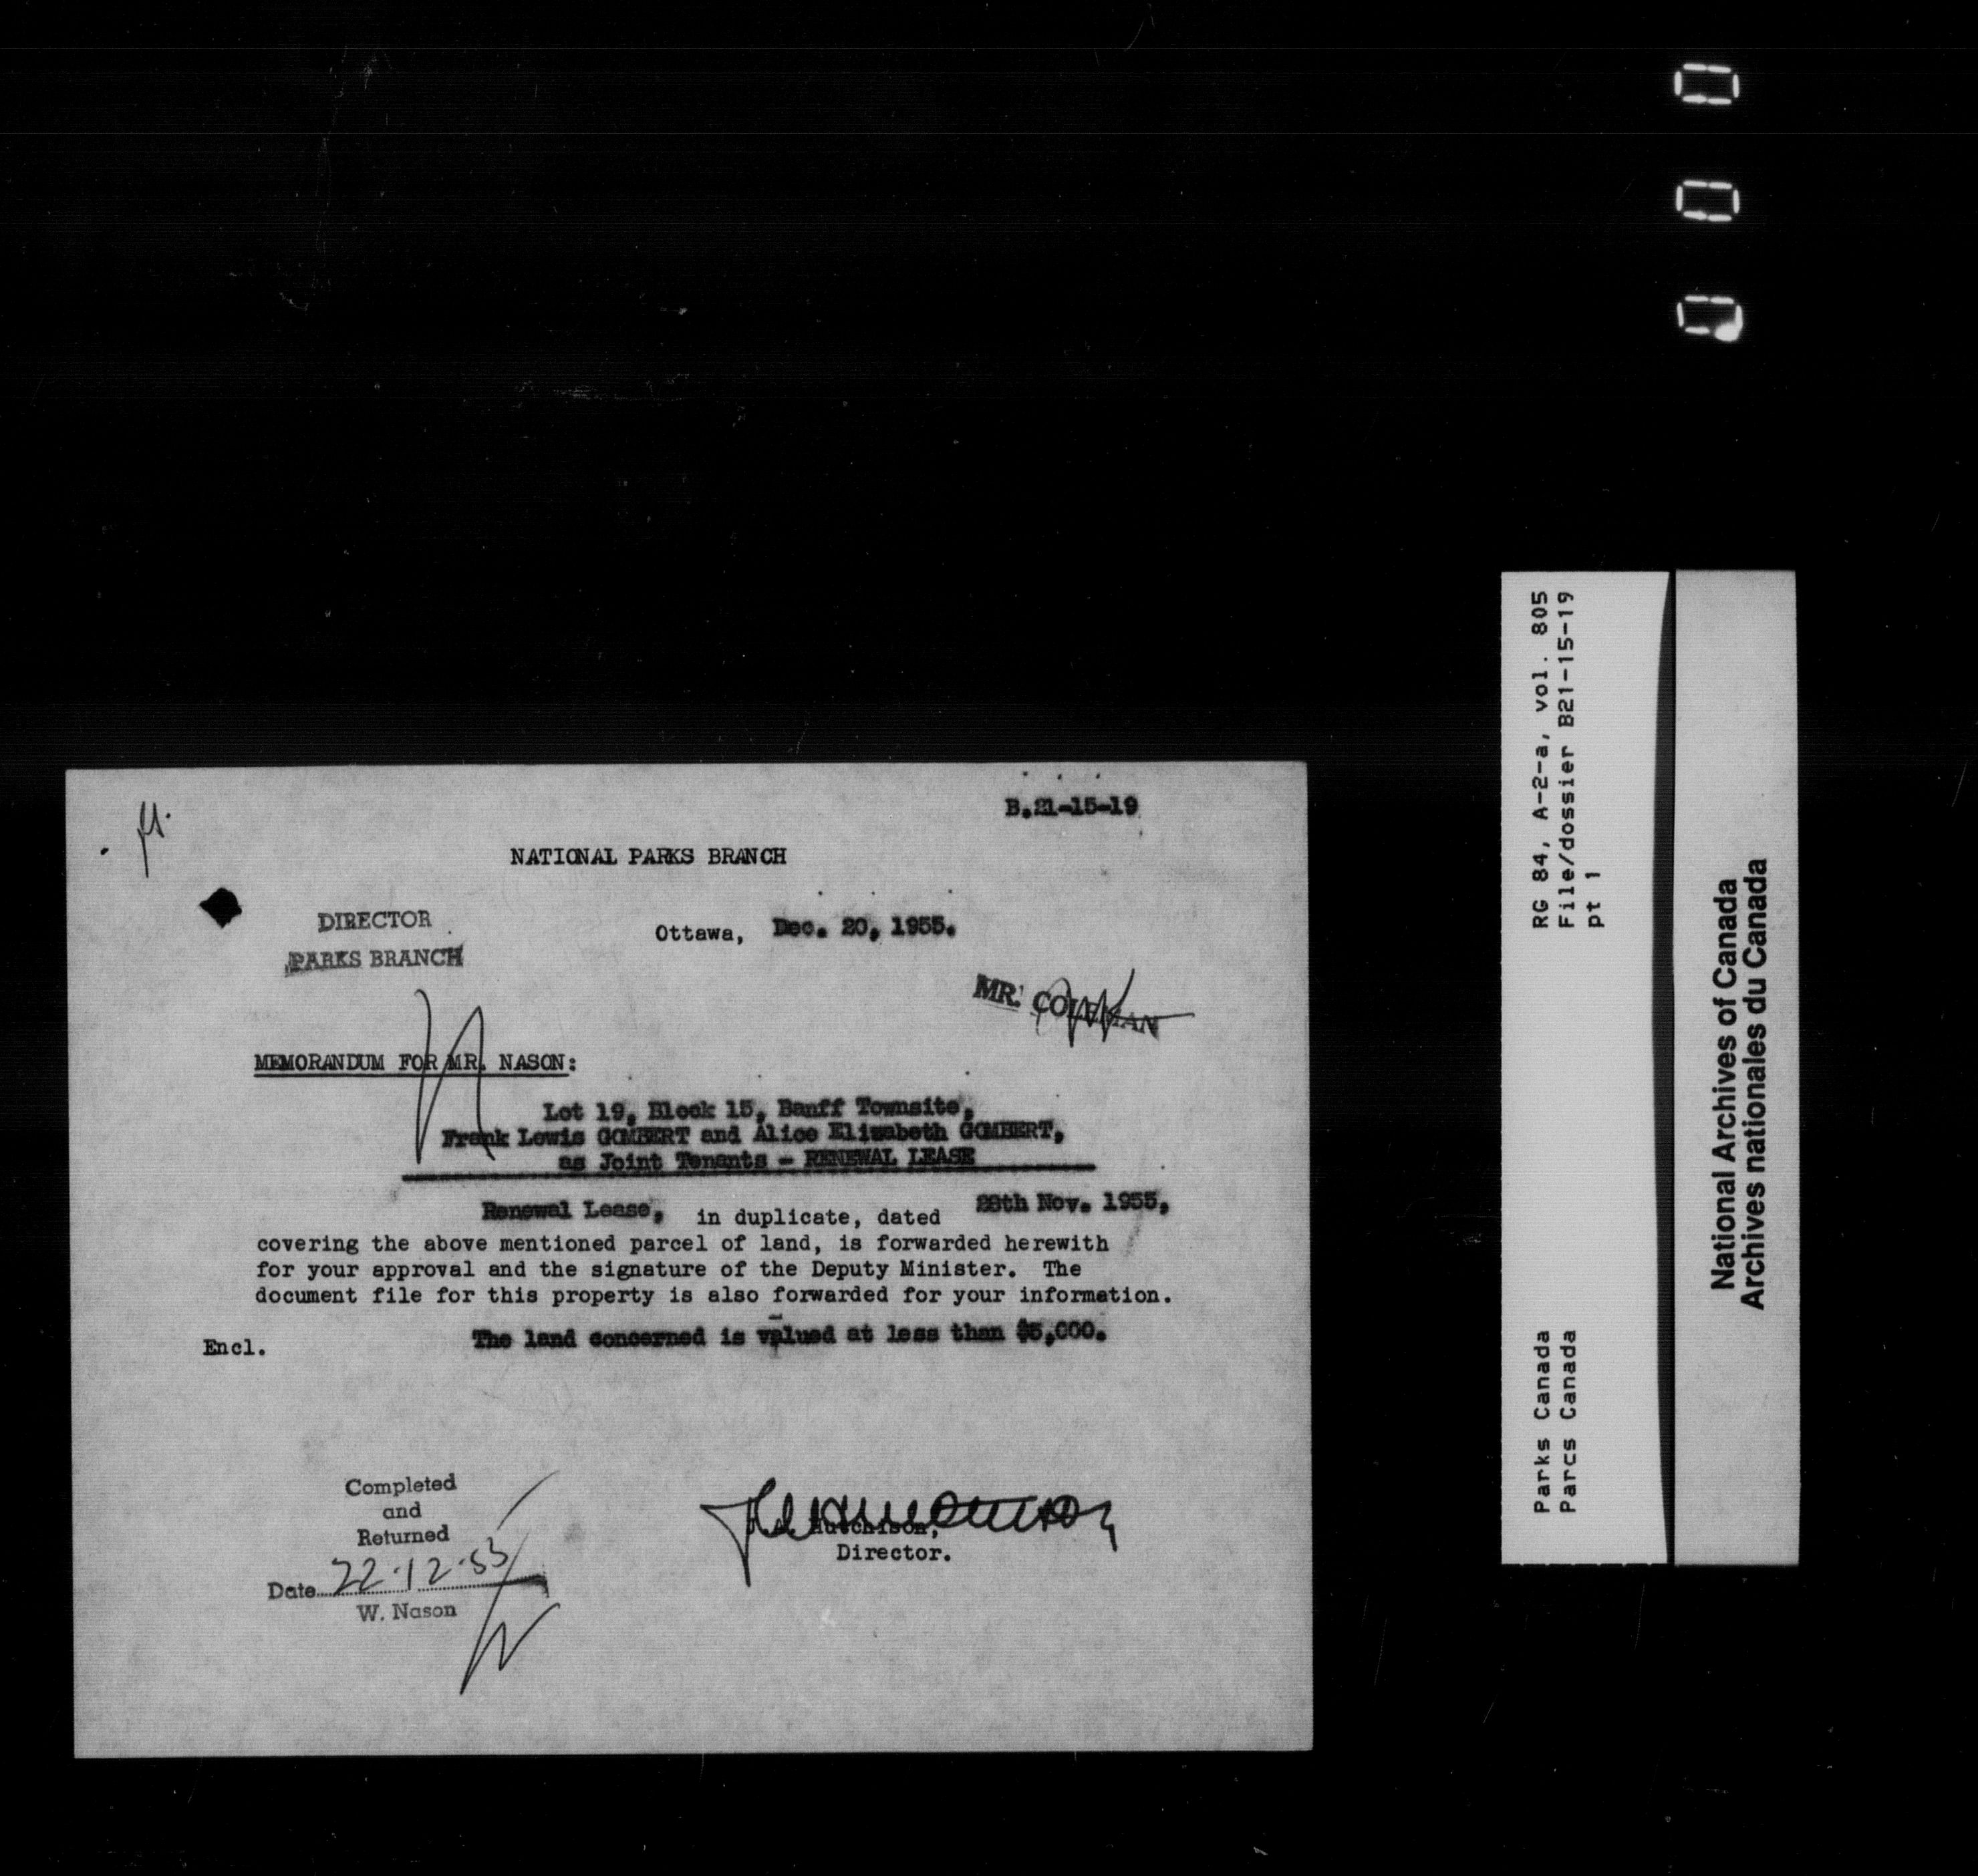 B.21-15-19
NATIONAL PARKS BRANCH
DIRECTOR
PARKS BRANCH
Ottawa, Dec. 20, 1955.
MR. COLEMAN
MEMORANDUM FOR MR. NASON:
Lot 19, Block 15, Banff Townsite,
Frank Lewis GOMBERT and Alice Elizabeth GOMBERT,
as Joint Tenants - RENEWAL LEASE
Renewal Lease, in duplicate, dated 28th Nov. 1955,
covering the above mentioned parcel of land, is forwarded herewith
for your approval and the signature of the Deputy Minister. The
document file for this property is also forwarded for your information.
The land concerned is valued at less than $5,000.
Encl.
Completed
and
Returned
Date 22-12-55
W. Nason
Hutchison,
Director.
RG 84, A-2-a, vol. 805
File/dossier B21-15-19
pt 1
Parks Canada
Parcs Canada
National Archives of Canada
Archives nationales du Canada